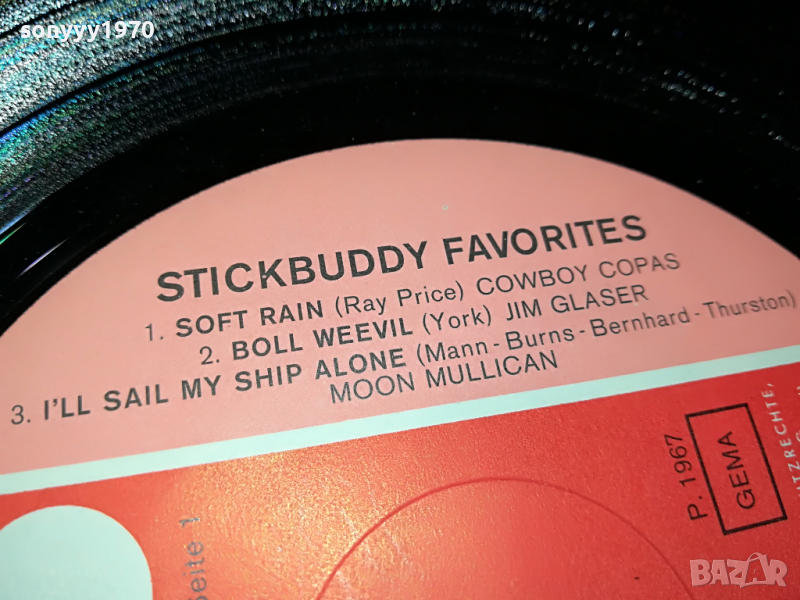 sonyyy1970
STICKBUDDY FAVORITES
1. SOFT RAIN (Ray Price) COWBOY COPAS
2. BOLL WEEVIL (York) JIM GLASER
3. I'LL SAIL MY SHIP ALONE (Mann-Burns-Bernhard-Thurston)
MOON MULLICAN
Seite 1
P. 1967
GEMA
BAZAR